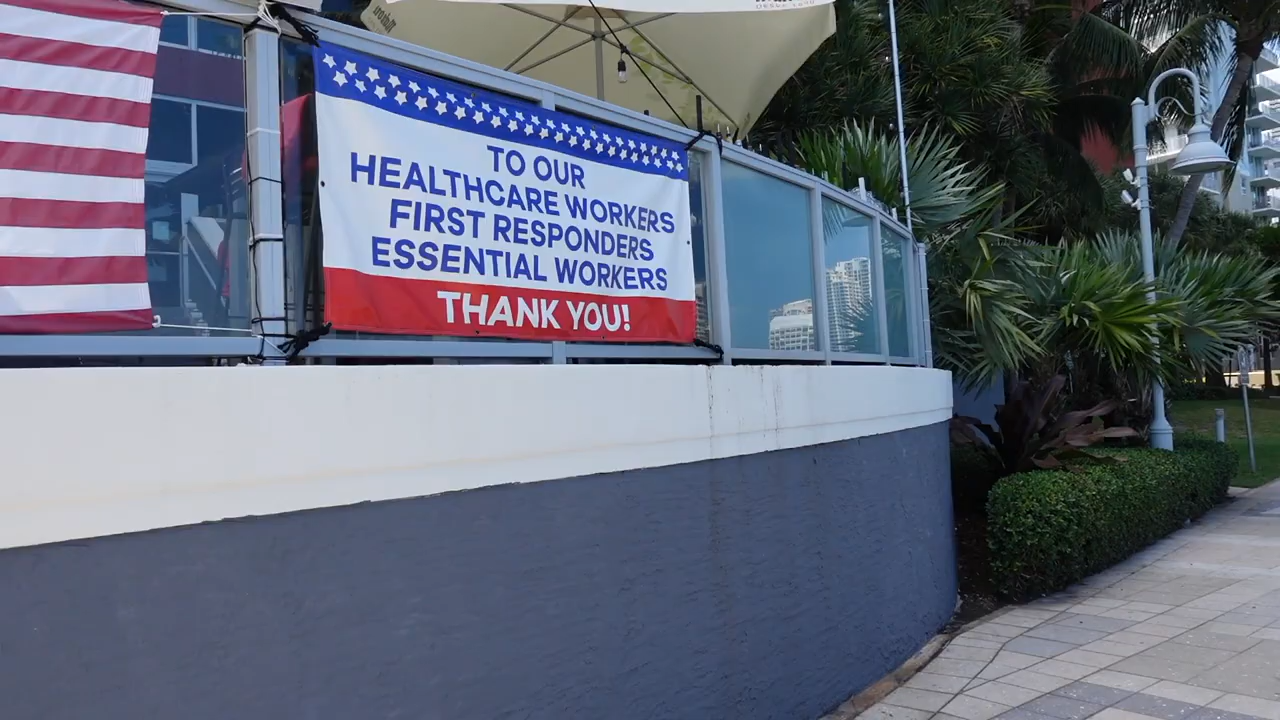 TO OUR
HEALTHCARE WORKERS
FIRST RESPONDERS
ESSENTIAL WORKERS
THANK YOU!